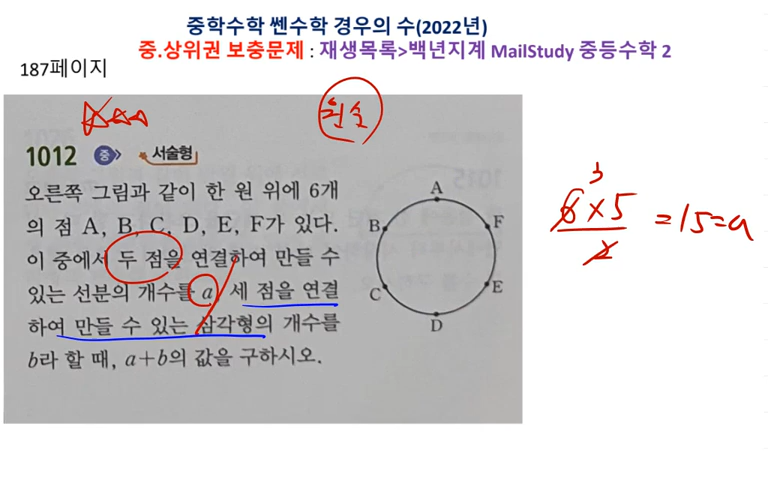 중학수학 쎈수학 경우의 수(2022년)
중.상위권 보충문제 : 재생목록>백년지계 MailStudy 중등수학 2
187페이지
원순
1012 중 서술형
오른쪽 그림과 같이 한 원 위에 6개
의 점 A, B, C, D, E, F가 있다.
이 중에서 두 점을 연결하여 만들 수
있는 선분의 개수를 a, 세 점을 연결
하여 만들 수 있는 삼각형의 개수를
b라 할 때, a+b의 값을 구하시오.
A
B
F
C
E
D
3
6×5
2
=15=a